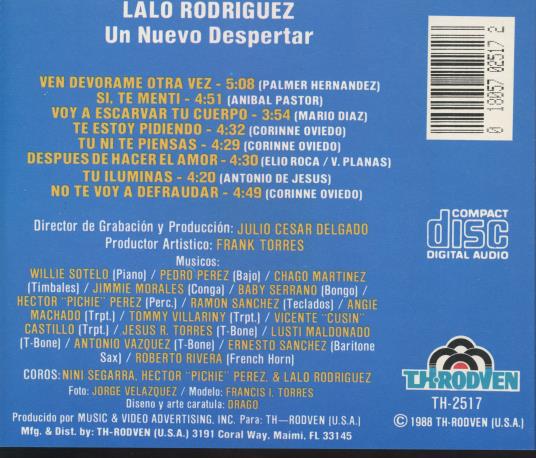 LALO RODRIGUEZ
Un Nuevo Despertar
VEN DEVORAME OTRA VEZ - 5:08 (PALMER HERNANDEZ)
SI, TE MENTI - 4:51 (ANIBAL PASTOR)
VOY A ESCARVAR TU CUERPO - 3:54 (MARIO DIAZ)
TE ESTOY PIDIENDO - 4:32 (CORINNE OVIEDO)
TU NI TE PIENSAS - 4:29 (CORINNE OVIEDO)
DESPUES DE HACER EL AMOR - 4:30 (ELIO ROCA / V. PLANAS)
TU ILUMINAS - 4:20 (ANTONIO DE JESUS)
NO TE VOY A DEFRAUDAR - 4:49 (CORINNE OVIEDO)
Director de Grabación y Producción: JULIO CESAR DELGADO
Productor Artistico: FRANK TORRES
Musicos:
WILLIE SOTELO (Piano) / PEDRO PEREZ (Bajo) / CHAGO MARTINEZ
(Timbales) / JIMMIE MORALES (Conga) / BABY SERRANO (Bongo) /
HECTOR "PICHIE" PEREZ (Perc.) / RAMON SANCHEZ (Teclados) / ANGIE
MACHADO (Trpt.) / TOMMY VILLARINY (Trpt.) / VICENTE "CUSIN"
CASTILLO (Trpt.) / JESUS R. TORRES (T-Bone) / LUSTI MALDONADO
(T-Bone) / ANTONIO VAZQUEZ (T-Bone) / ERNESTO SANCHEZ (Baritone
Sax) / ROBERTO RIVERA (French Horn)
COROS: NINI SEGARRA, HECTOR "PICHIE" PEREZ, & LALO RODRIGUEZ
Foto: JORGE VELAZQUEZ / Modelo: FRANCIS I. TORRES
Diseno y arte caratula: DRAGO
Producido por MUSIC & VIDEO ADVERTISING, INC. Para: TH—RODVEN (U.S.A.)
Mfg. & Dist. by: TH-RODVEN (U.S.A.) 3191 Coral Way, Maimi, FL 33145
0 18057 02517 2
COMPACT
disc
DIGITAL AUDIO
TH-RODVEN
TH-2517
© 1988 TH-RODVEN (U.S.A.)